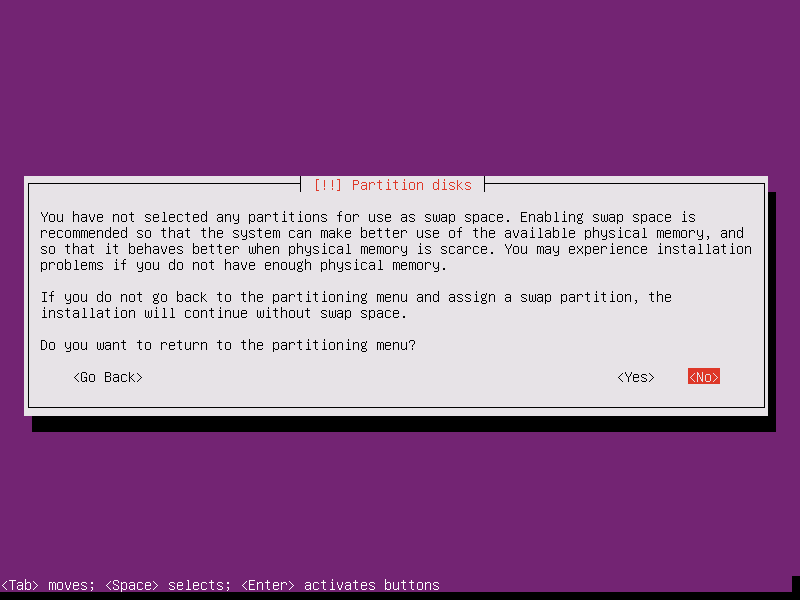 [!!] Partition disks
You have not selected any partitions for use as swap space. Enabling swap space is
recommended so that the system can make better use of the available physical memory, and
so that it behaves better when physical memory is scarce. You may experience installation
problems if you do not have enough physical memory.
If you do not go back to the partitioning menu and assign a swap partition, the
installation will continue without swap space.
Do you want to return to the partitioning menu?
<Go Back> <Yes> <No>
<Tab> moves; <Space> selects; <Enter> activates buttons